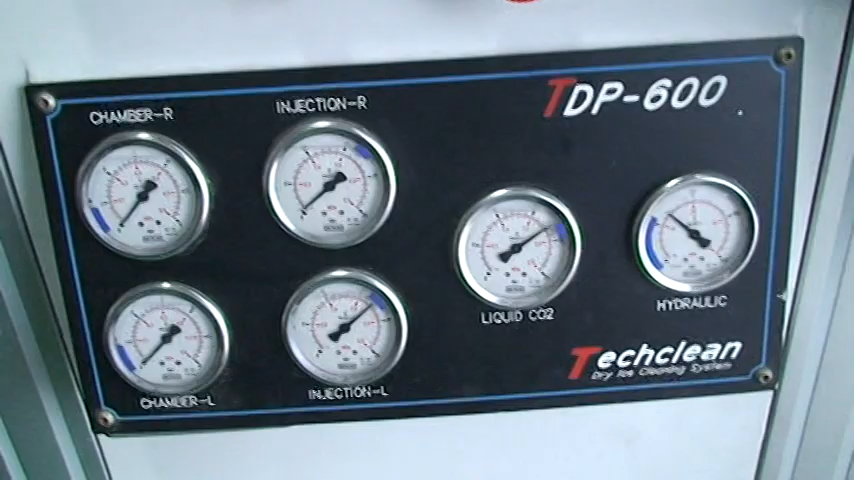 CHAMBER-R
INJECTION-R
TDP-600
LIQUID CO2
HYDRAULIC
CHAMBER-L
INJECTION-L
Techclean
Dry Ice Cleaning System